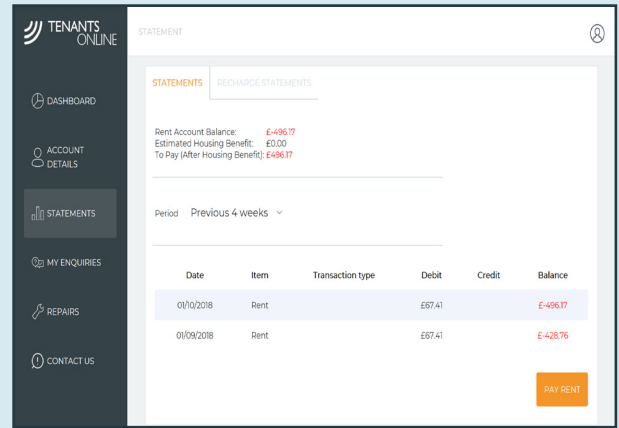 TENANTS
ONLINE
STATEMENT
DASHBOARD
ACCOUNT
DETAILS
STATEMENTS
MY ENQUIRIES
REPAIRS
CONTACT US
STATEMENTS RECHARGE STATEMENTS
Rent Account Balance: £-496.17
Estimated Housing Benefit: £0.00
To Pay (After Housing Benefit): £496.17
Period Previous 4 weeks
Date Item Transaction type Debit Credit Balance
01/10/2018 Rent £67.41 £-496.17
01/09/2018 Rent £67.41 £-428.76
PAY RENT